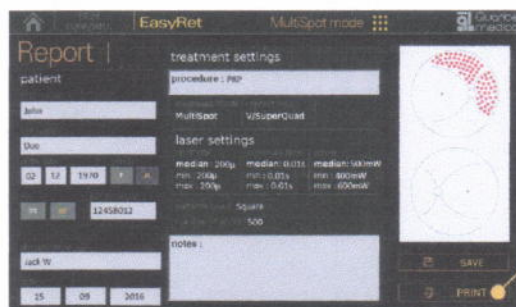 EasyRet
MultiSpot mode
Quantel
medical
Report
patient
John
Doe
02 12 1970
12458012
Jack W
15 09 2016
treatment settings
procedure : PRP
MultiSpot V/SuperQuad
laser settings
median : 200µ median : 0.01s median : 500mW
min : 200µ min : 0.01s min : 400mW
max : 200µ max : 0.01s max : 600mW
Square
500
notes :
SAVE
PRINT